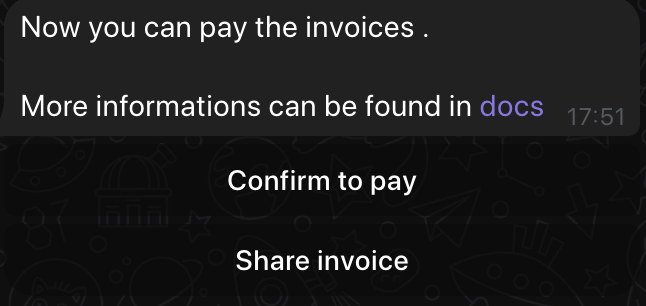 Now you can pay the invoices .
More informations can be found in docs
17:51
Confirm to pay
Share invoice